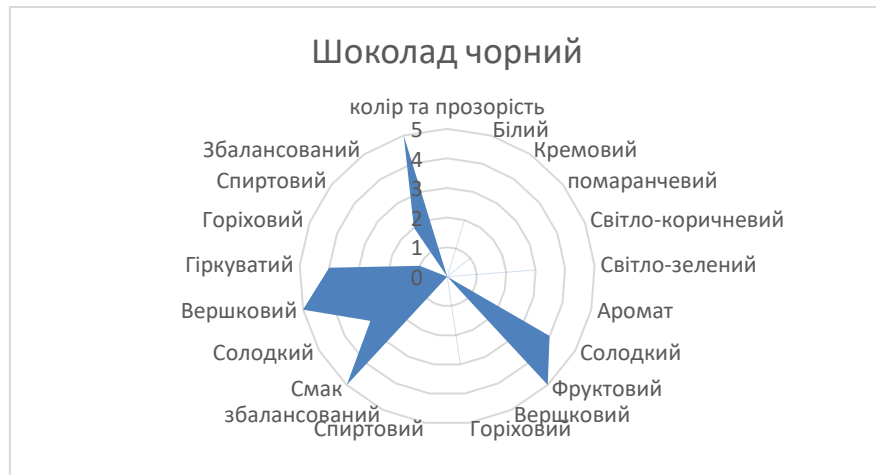 Шоколад чорний
колір та прозорість
Білий
Кремовий
помаранчевий
Світло-коричневий
Світло-зелений
Аромат
Солодкий
Фруктовий
Вершковий
Горіховий
Спиртовий
збалансований
Смак
Солодкий
Вершковий
Гіркуватий
Горіховий
Спиртовий
Збалансований
5
4
3
2
1
0